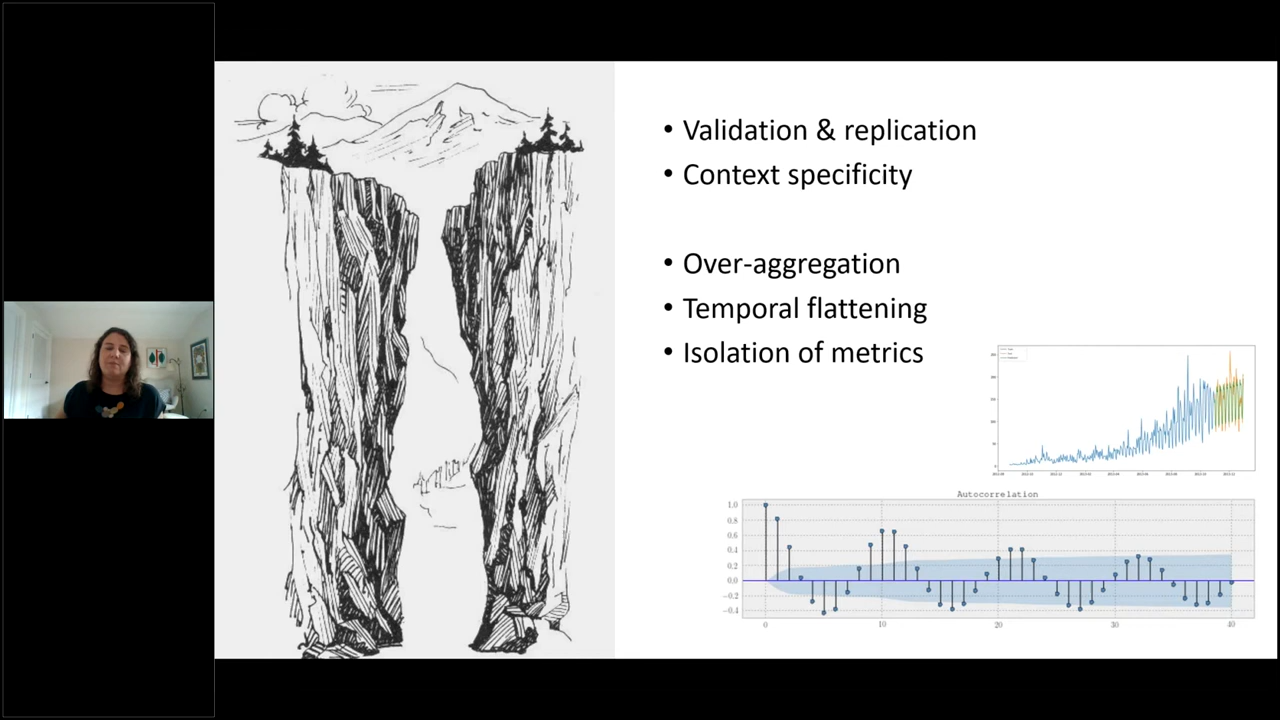 • Validation & replication
• Context specificity
• Over-aggregation
• Temporal flattening
• Isolation of metrics
Autocorrelation
1.0
0.8
0.6
0.4
0.2
0.0
−0.2
−0.4
0 10 20 30 40